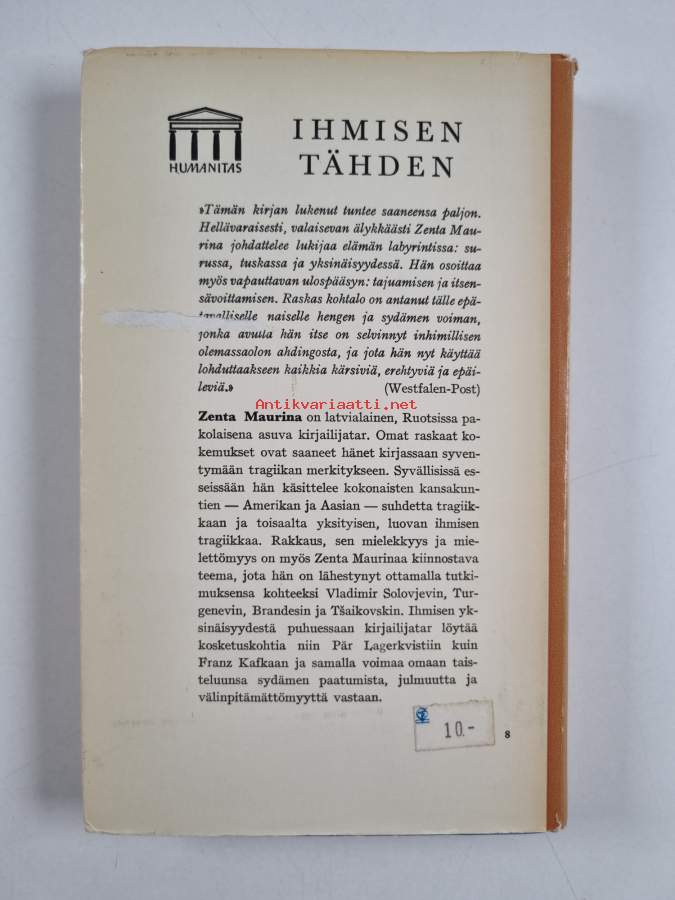 IHMISEN
TÄHDEN
HUMANITAS
»Tämän kirjan lukenut tuntee saaneensa paljon.
Hellävaraisesti, valaisevan älykkäästi Zenta Mau-
rina johdattelee lukijaa elämän labyrintissa: su-
russa, tuskassa ja yksinäisyydessä. Hän osoittaa
myös vapauttavan ulospääsyn: tajuamisen ja itsen-
sävoittamisen. Raskas kohtalo on antanut tälle epä-
tavalliselle naiselle hengen ja sydämen voiman,
jonka avulla hän itse on selvinnyt inhimillisen
olemassaolon ahdingosta, ja jota hän nyt käyttää
lohduttaakseen kaikkia kärsiviä, erehtyviä ja epäi-
leviä.» (Westfalen-Post)
Antikvariaatti.net
Zenta Maurina on latvialainen, Ruotsissa pa-
kolaisena asuva kirjailijatar. Omat raskaat ko-
kemukset ovat saaneet hänet kirjassaan syven-
tymään tragiikan merkitykseen. Syvällisissä es-
seissään hän käsittelee kokonaisten kansakun-
tien — Amerikan ja Aasian — suhdetta tragiik-
kaan ja toisaalta yksityisen, luovan ihmisen
tragiikkaa. Rakkaus, sen mielekkyys ja mie-
lettömyys on myös Zenta Maurinaa kiinnostava
teema, jota hän on lähestynyt ottamalla tutki-
muksensa kohteeksi Vladimir Solovjevin, Tur-
genevin, Brandesin ja Tšaikovskin. Ihmisen yk-
sinäisyydestä puhuessaan kirjailijatar löytää
kosketuskohtia niin Pär Lagerkvistiin kuin
Franz Kafkaan ja samalla voimaa omaan tais-
teluunsa sydämen paatumista, julmuutta ja
välinpitämättömyyttä vastaan.
10.-
8